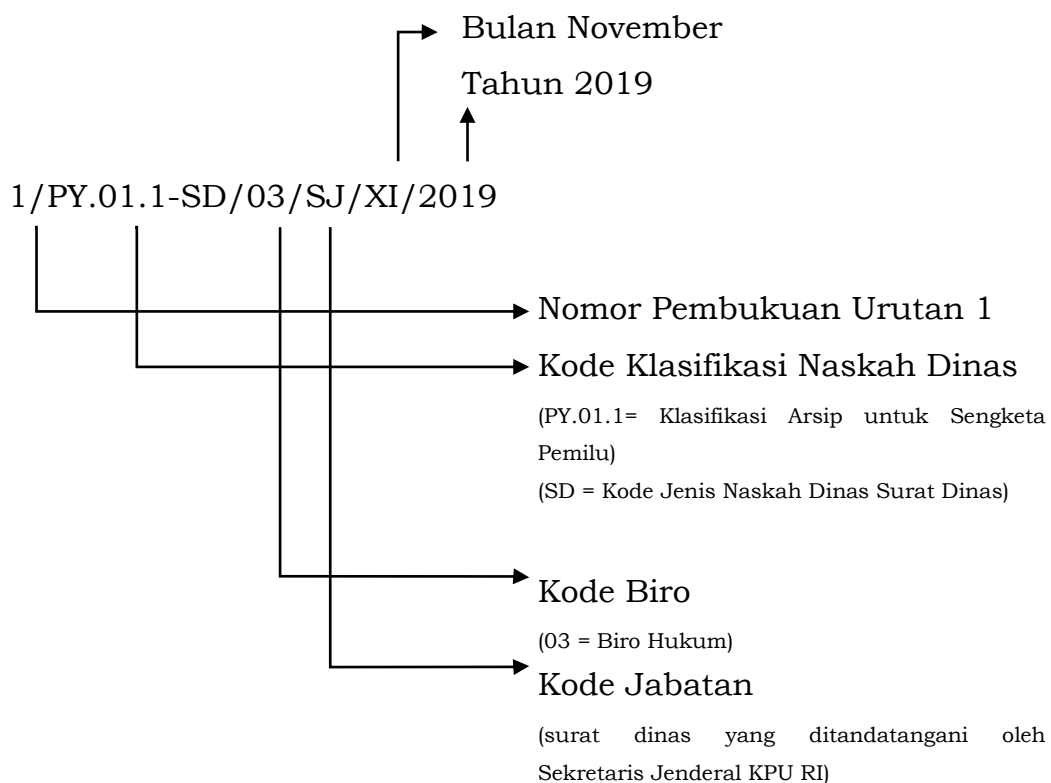 Bulan November
Tahun 2019
1/PY.01.1-SD/03/SJ/XI/2019
Nomor Pembukuan Urutan 1
Kode Klasifikasi Naskah Dinas
(PY.01.1= Klasifikasi Arsip untuk Sengketa
Pemilu)
(SD = Kode Jenis Naskah Dinas Surat Dinas)
Kode Biro
(03 = Biro Hukum)
Kode Jabatan
(surat dinas yang ditandatangani oleh
Sekretaris Jenderal KPU RI)